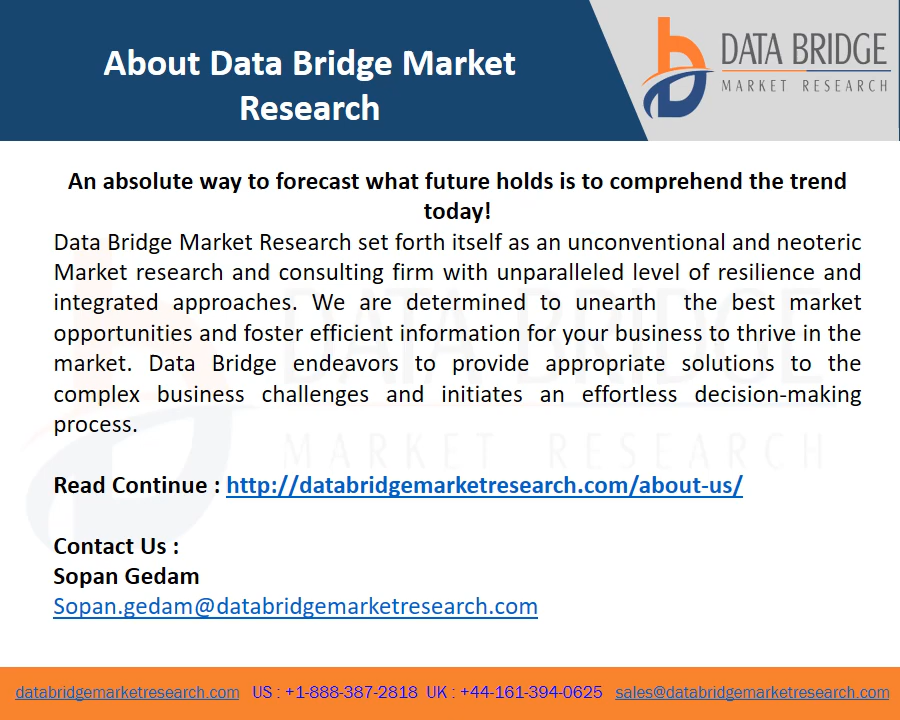 About Data Bridge Market
Research
DATA BRIDGE
MARKET RESEARCH
An absolute way to forecast what future holds is to comprehend the trend
today!
Data Bridge Market Research set forth itself as an unconventional and neoteric
Market research and consulting firm with unparalleled level of resilience and
integrated approaches. We are determined to unearth the best market
opportunities and foster efficient information for your business to thrive in the
market. Data Bridge endeavors to provide appropriate solutions to the
complex business challenges and initiates an effortless decision-making
process.
DATA BRIDGE
MARKET RESEARCH
Read Continue : http://databridgemarketresearch.com/about-us/
Contact Us :
Sopan Gedam
Sopan.gedam@databridgemarketresearch.com
databridgemarketresearch.com US : +1-888-387-2818 UK : +44-161-394-0625 sales@databridgemarketresearch.com